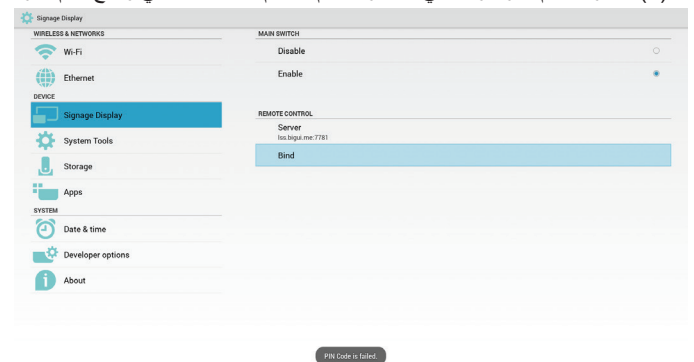 Signage Display
WIRELESS & NETWORKS
Wi-Fi
Ethernet
DEVICE
Signage Display
System Tools
Storage
Apps
SYSTEM
Date & time
Developer options
About
MAIN SWITCH
Disable
Enable
REMOTE CONTROL
Server
lss.bigui.me:7781
Bind
PIN Code is failed.